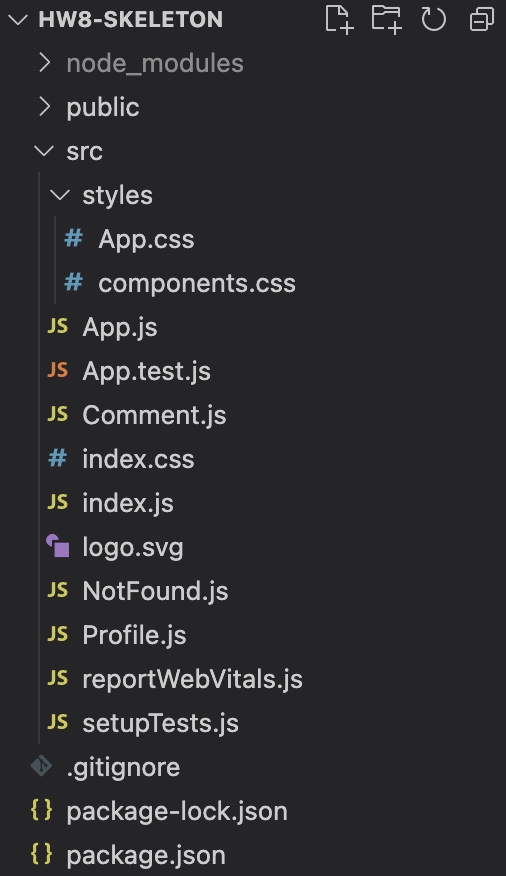 HW8-SKELETON
node_modules
public
src
styles
# App.css
# components.css
JS App.js
JS App.test.js
JS Comment.js
# index.css
JS index.js
logo.svg
JS NotFound.js
JS Profile.js
JS reportWebVitals.js
JS setupTests.js
.gitignore
{} package-lock.json
{} package.json